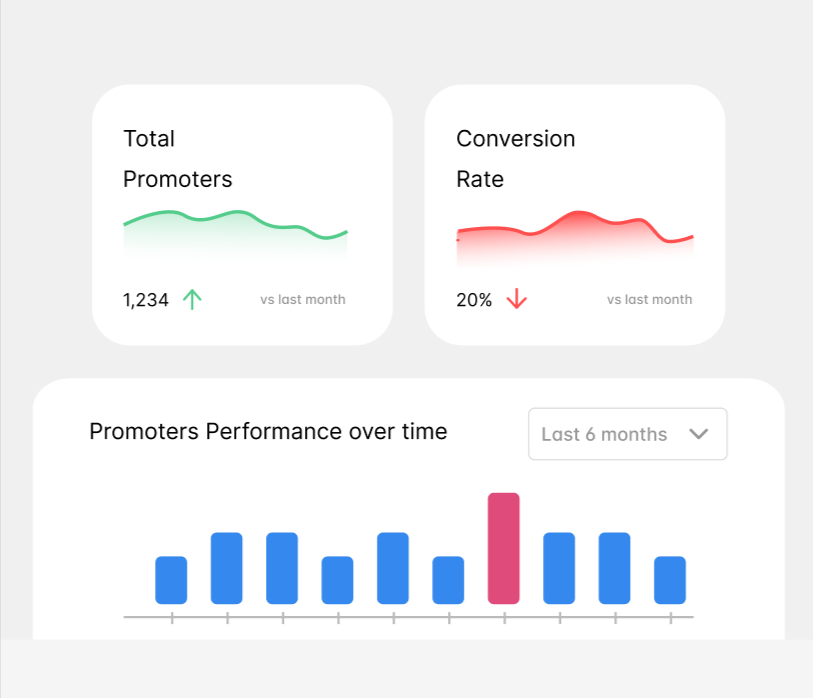 Total
Promoters
1,234
vs last month
Conversion
Rate
20%
vs last month
Promoters Performance over time
Last 6 months